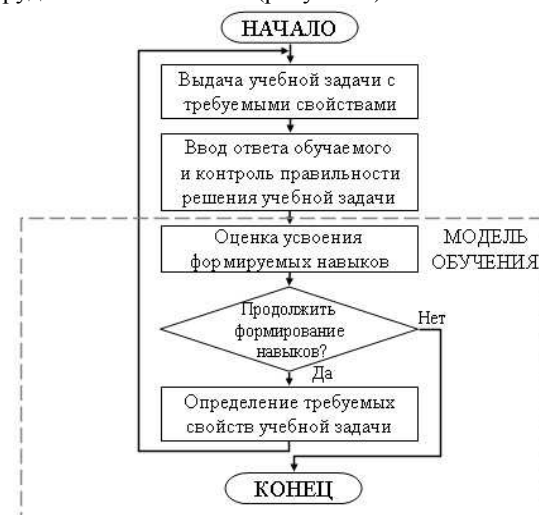 НАЧАЛО
Выдача учебной задачи с
требуемыми свойствами
Ввод ответа обучаемого
и контроль правильности
решения учебной задачи
Оценка усвоения
формируемых навыков
МОДЕЛЬ
ОБУЧЕНИЯ
Продолжить
формирование
навыков?
Нет
Да
Определение требуемых
свойств учебной задачи
КОНЕЦ